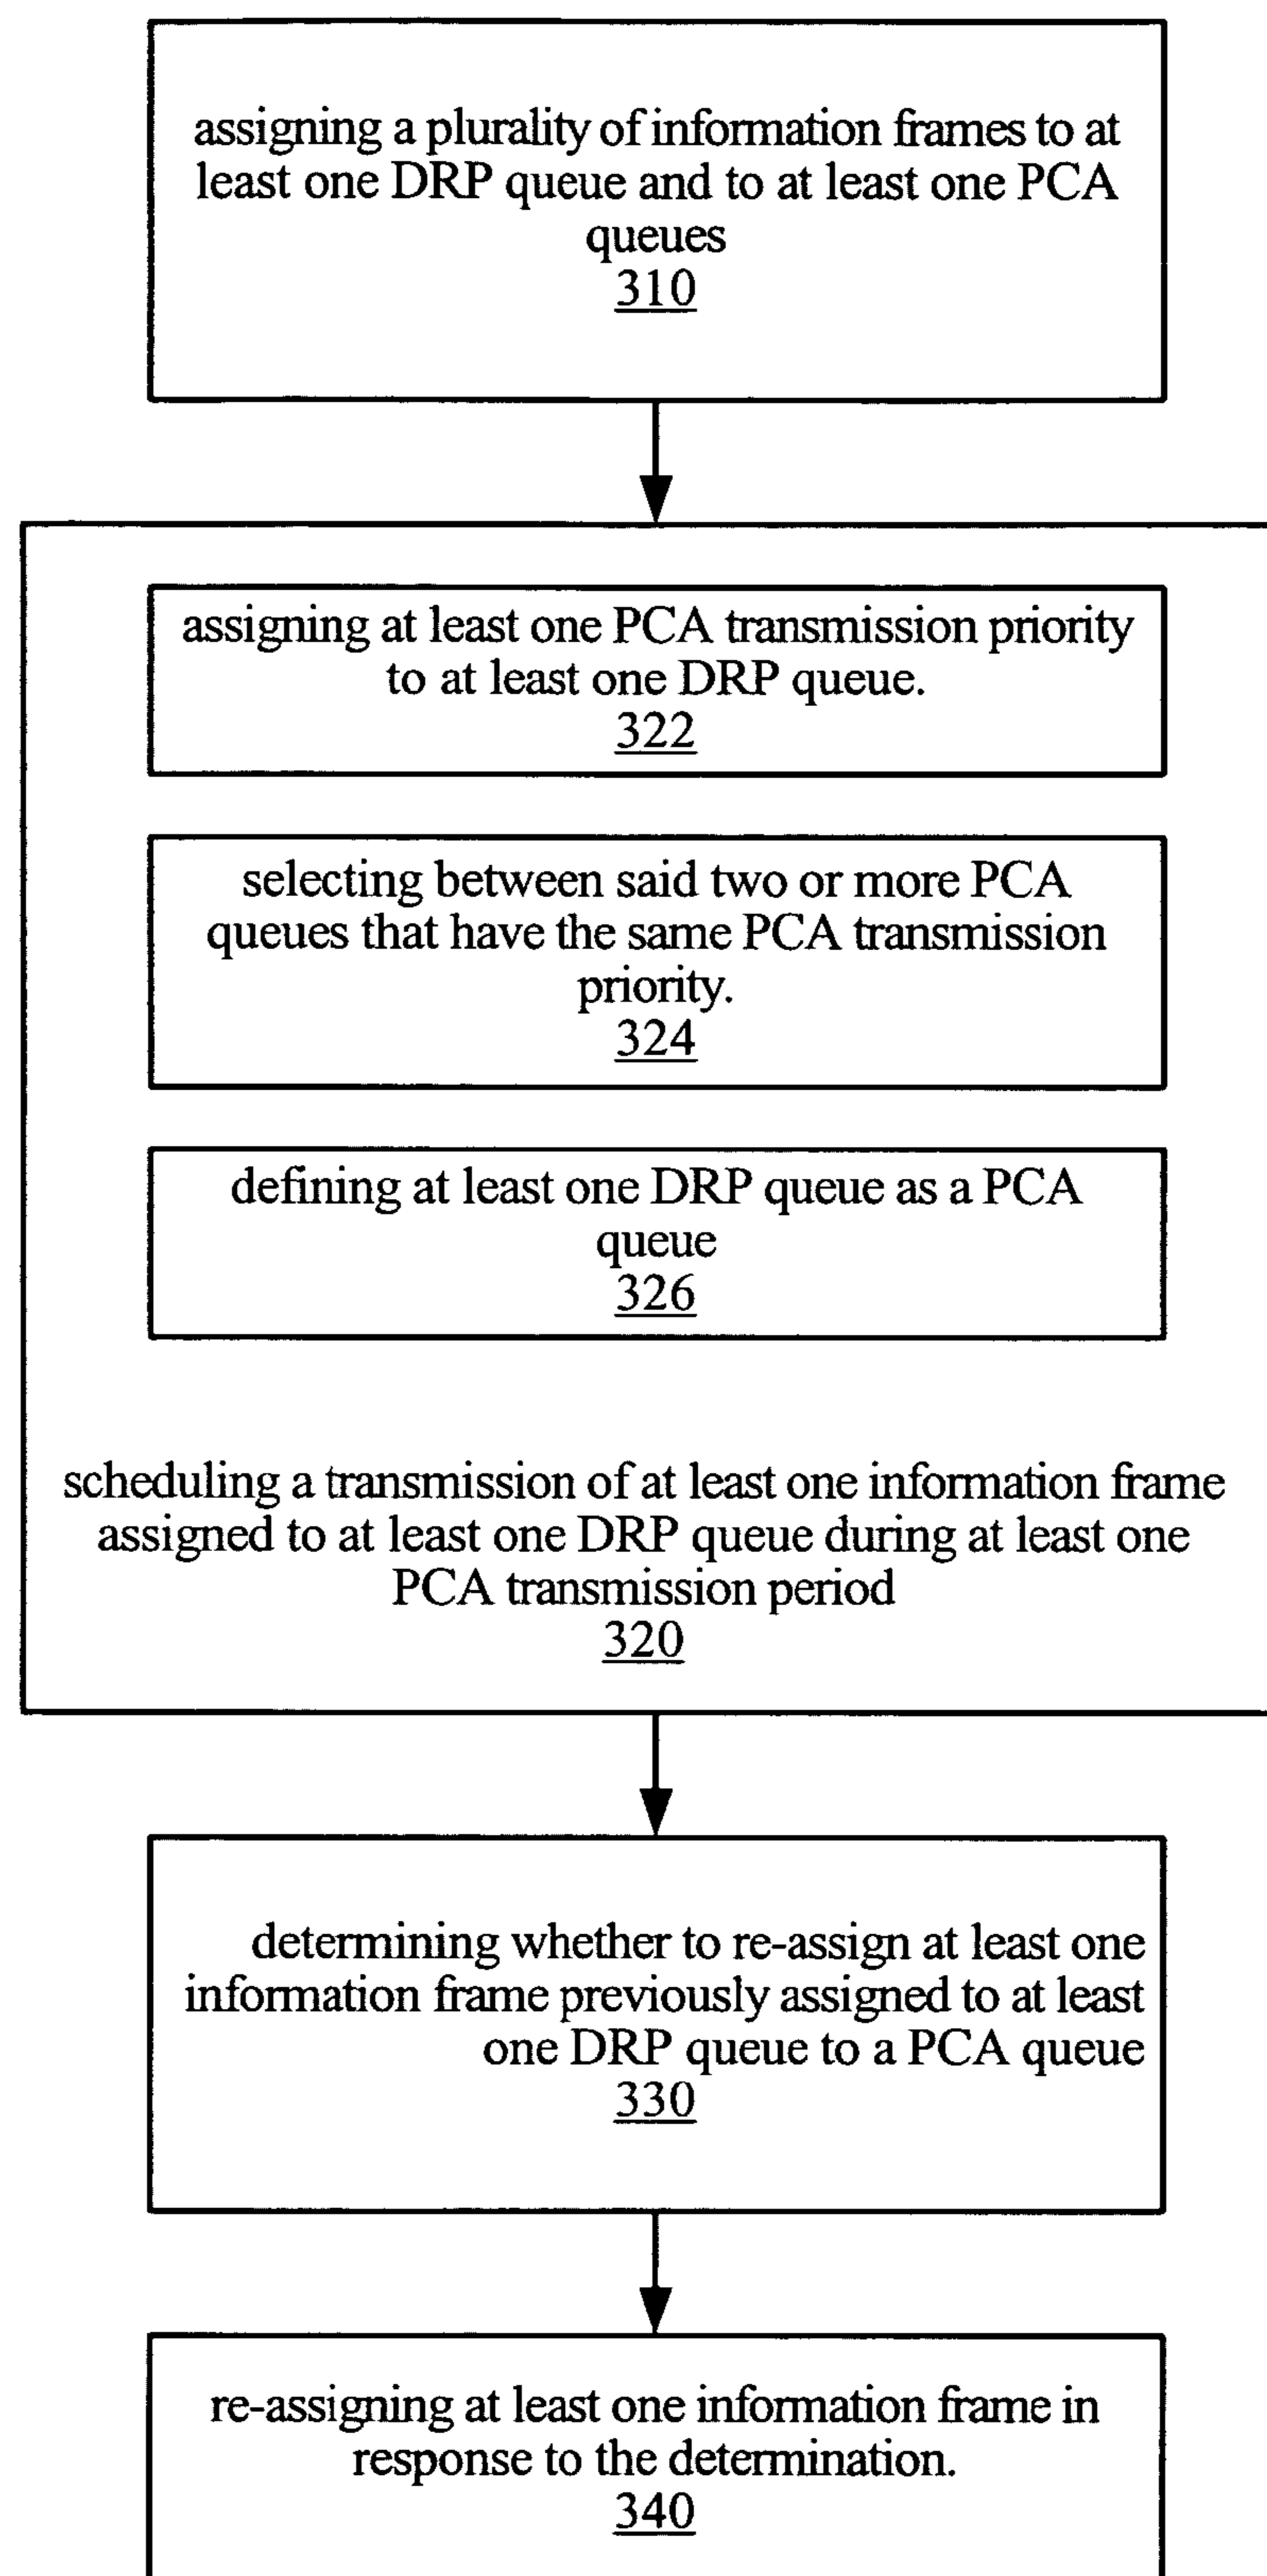 assigning a plurality of information frames to at
least one DRP queue and to at least one PCA
queues
310
assigning at least one PCA transmission priority
to at least one DRP queue.
322
selecting between said two or more PCA
queues that have the same PCA transmission
priority.
324
defining at least one DRP queue as a PCA
queue
326
scheduling a transmission of at least one information frame
assigned to at least one DRP queue during at least one
PCA transmission period
320
determining whether to re-assign at least one
information frame previously assigned to at least
one DRP queue to a PCA queue
330
re-assigning at least one information frame in
response to the determination.
340